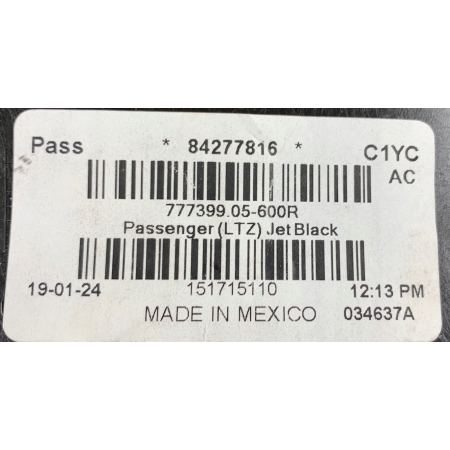 Pass * 84277816 * C1YC
AC
777399.05-600R
Passenger (LTZ) Jet Black
19-01-24 151715110 12:13 PM
MADE IN MEXICO 034637A